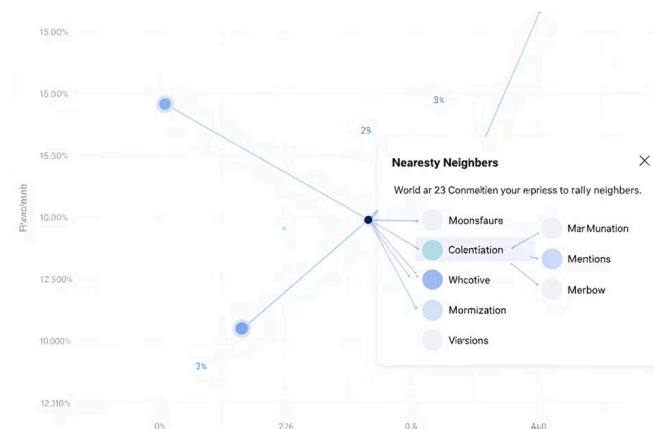 15.00%
15.00%
3%
25
15.00%
Nearesty Neighbers
World ar 23 Conmeltien your epriess to rally neighbers.
10.00%
Moonsfaure
Mar Munation
Colentiation
Mentions
12.500%
Whcotive
Merbow
Mormization
10.000%
Viersions
2%
12.310%
0%
226
0.6
460